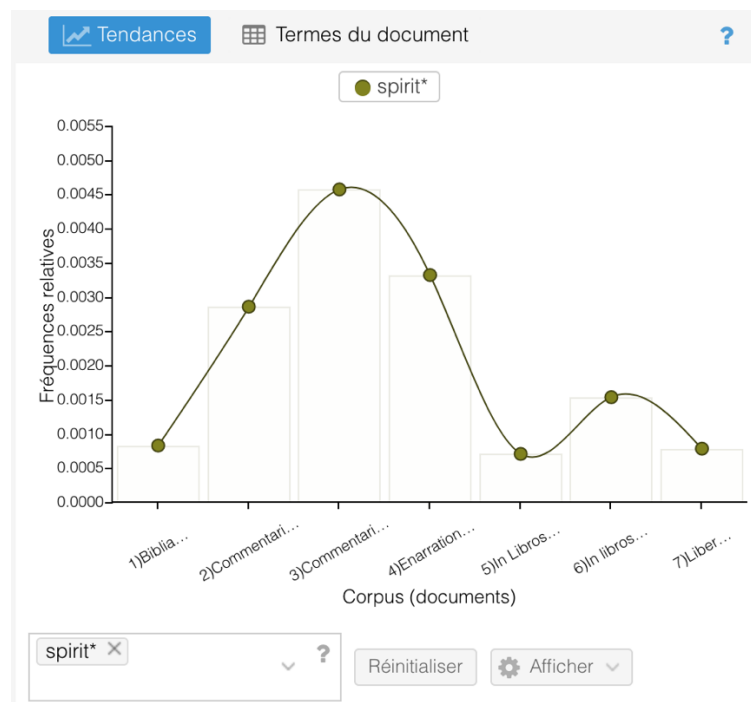 Tendances Termes du document ?
spirit*
0.0055
0.0050
0.0045
0.0040
0.0035
0.0030
0.0025
0.0020
0.0015
0.0010
0.0005
0.0000
Fréquences relatives
1)Biblia...
2)Commentari...
3)Commentari...
4)Enarration...
5)In Libros...
6)In libros...
7)Liber...
Corpus (documents)
spirit* ? Réinitialiser Afficher